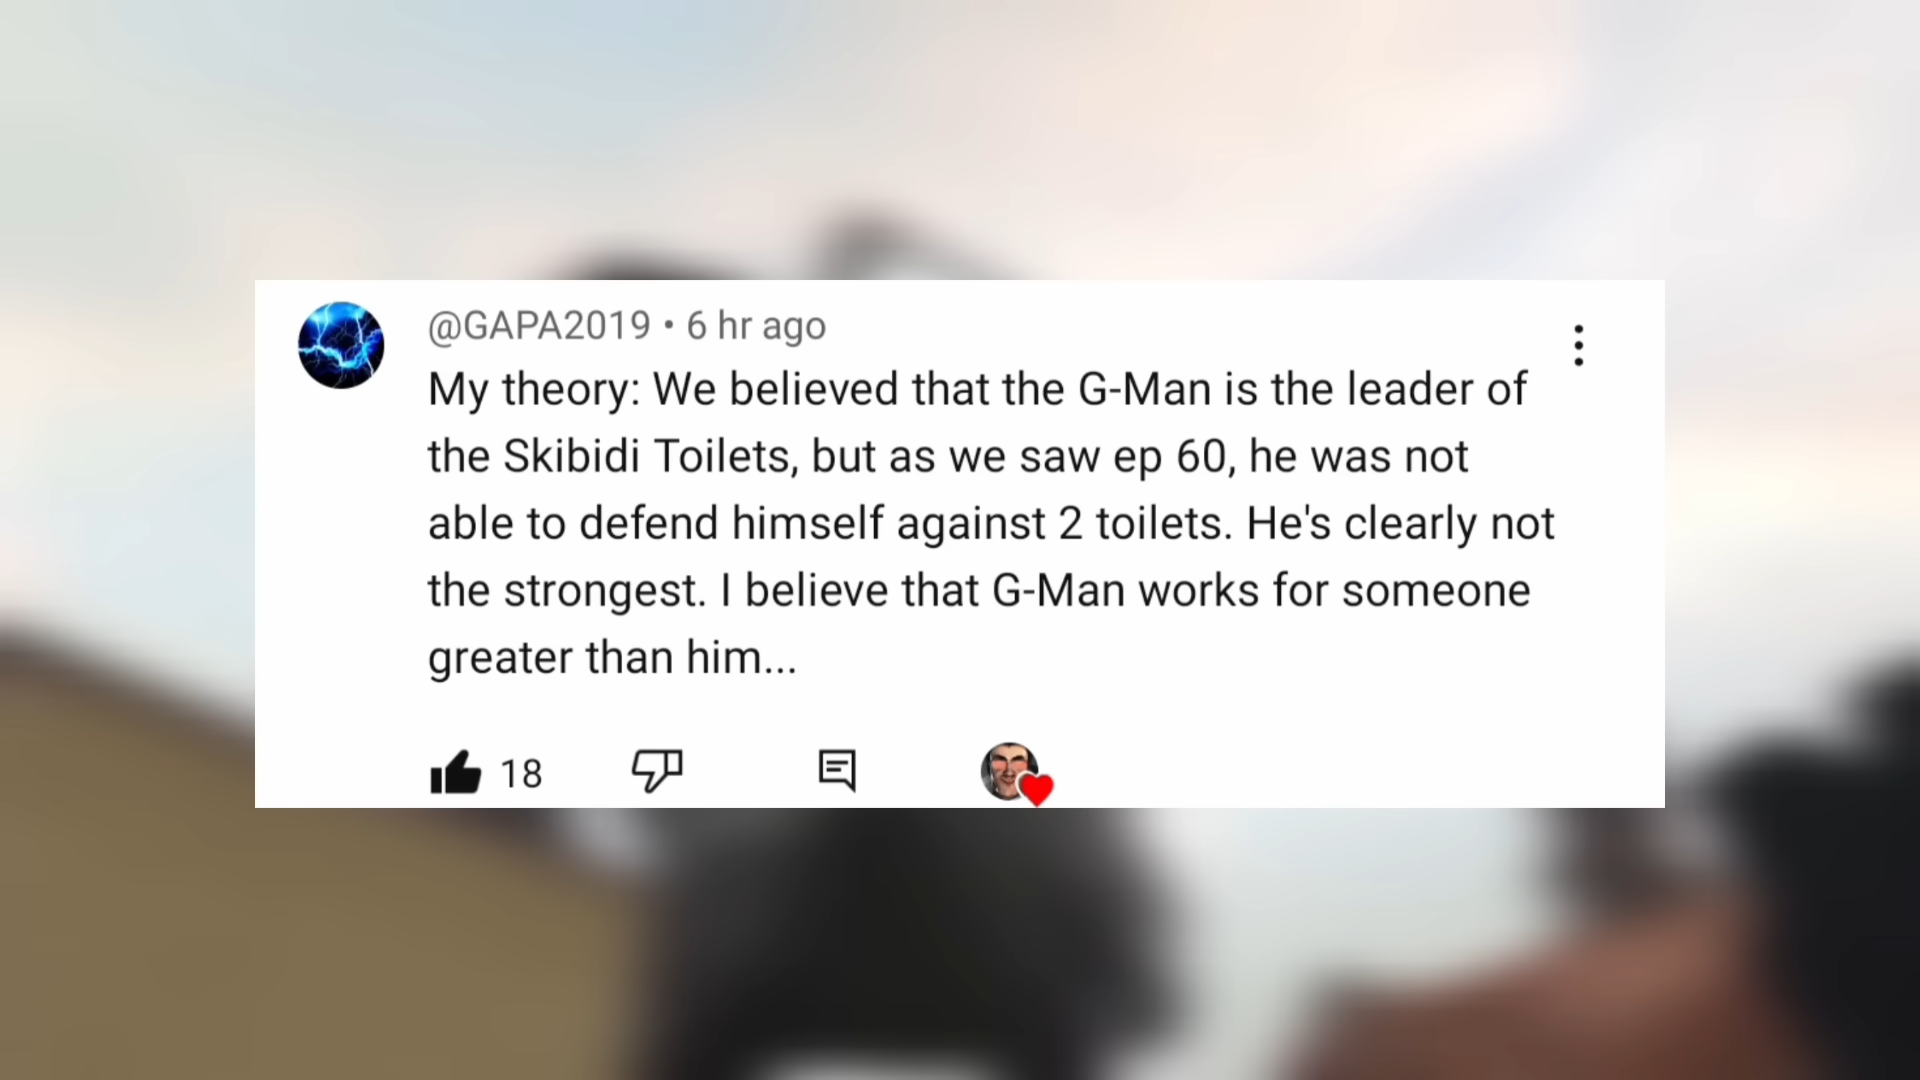 @GAPA2019 • 6 hr ago
My theory: We believed that the G-Man is the leader of
the Skibidi Toilets, but as we saw ep 60, he was not
able to defend himself against 2 toilets. He's clearly not
the strongest. I believe that G-Man works for someone
greater than him...
18